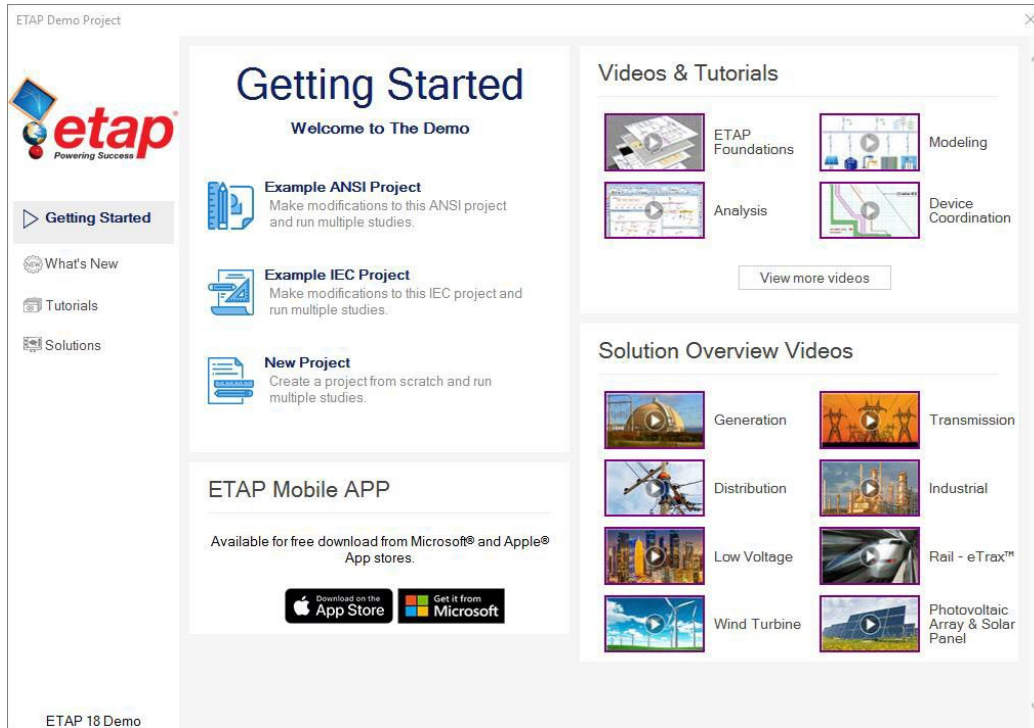 ETAP Demo Project
etap
Powering Success
Getting Started
What's New
Tutorials
Solutions
ETAP 18 Demo
Getting Started
Welcome to The Demo
Example ANSI Project
Make modifications to this ANSI project
and run multiple studies.
Example IEC Project
Make modifications to this IEC project and
run multiple studies.
New Project
Create a project from scratch and run
multiple studies.
ETAP Mobile APP
Available for free download from Microsoft® and Apple®
App stores.
Download on the
App Store
Get it from
Microsoft
Videos & Tutorials
ETAP
Foundations
Modeling
Analysis
Device
Coordination
View more videos
Solution Overview Videos
Generation
Transmission
Distribution
Industrial
Low Voltage
Rail - eTrax™
Wind Turbine
Photovoltaic
Array & Solar
Panel